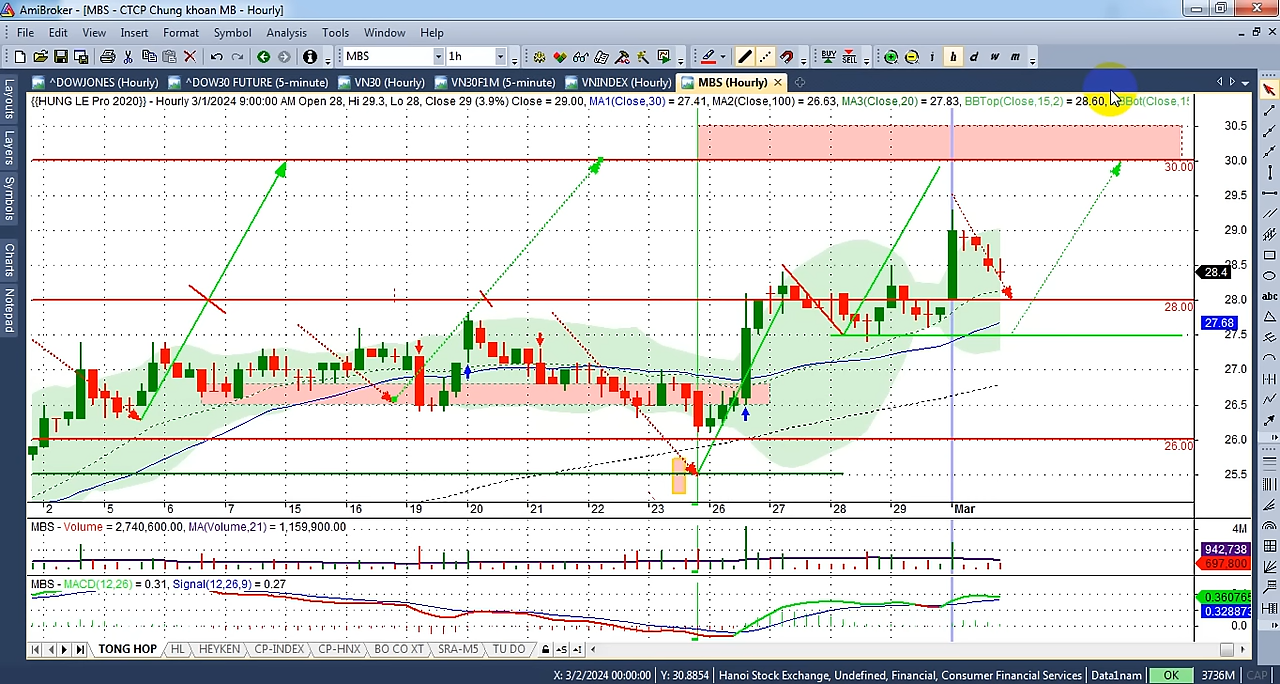 AmiBroker - [MBS - CTCP Chung khoan MB - Hourly]
File Edit View Insert Format Symbol Analysis Tools Window Help
MBS 1h BUY SELL i h d w m
^DOWJONES (Hourly) ^DOW30 FUTURE (5-minute) VN30 (Hourly) VN30F1M (5-minute) VNINDEX (Hourly) MBS (Hourly)
Layouts
Layers
Symbols
Charts
Notepad
{{HUNG LE Pro 2020}} - Hourly 3/1/2024 9:00:00 AM Open 28, Hi 29.3, Lo 28, Close 29 (3.9%) Close = 29.00, MA1(Close,30) = 27.41, MA2(Close,100) = 26.63, MA3(Close,20) = 27.83, BBTop(Close,15,2) = 28.60,
30.5
30.0
30.00
29.5
29.0
28.5
28.4
28.0
28.00
27.68
27.5
27.0
26.5
26.0
26.00
25.5
abc
2 5 6 7 15 16 19 20 21 22 23 26 27 28 29 Mar
MBS - Volume = 2,740,600.00, MA(Volume,21) = 1,159,900.00
4M
942,738
697,800
MBS - MACD(12,26) = 0.31, Signal(12,26,9) = 0.27
0.360765
0.328873
0.0
TONG HOP HL HEYKEN CP-INDEX CP-HNX BO CO XT SRA-M5 TU DO
X: 3/2/2024 00:00:00 Y: 30.8854 Hanoi Stock Exchange, Undefined, Financial, Consumer Financial Services Data1nam OK 3736M CAP